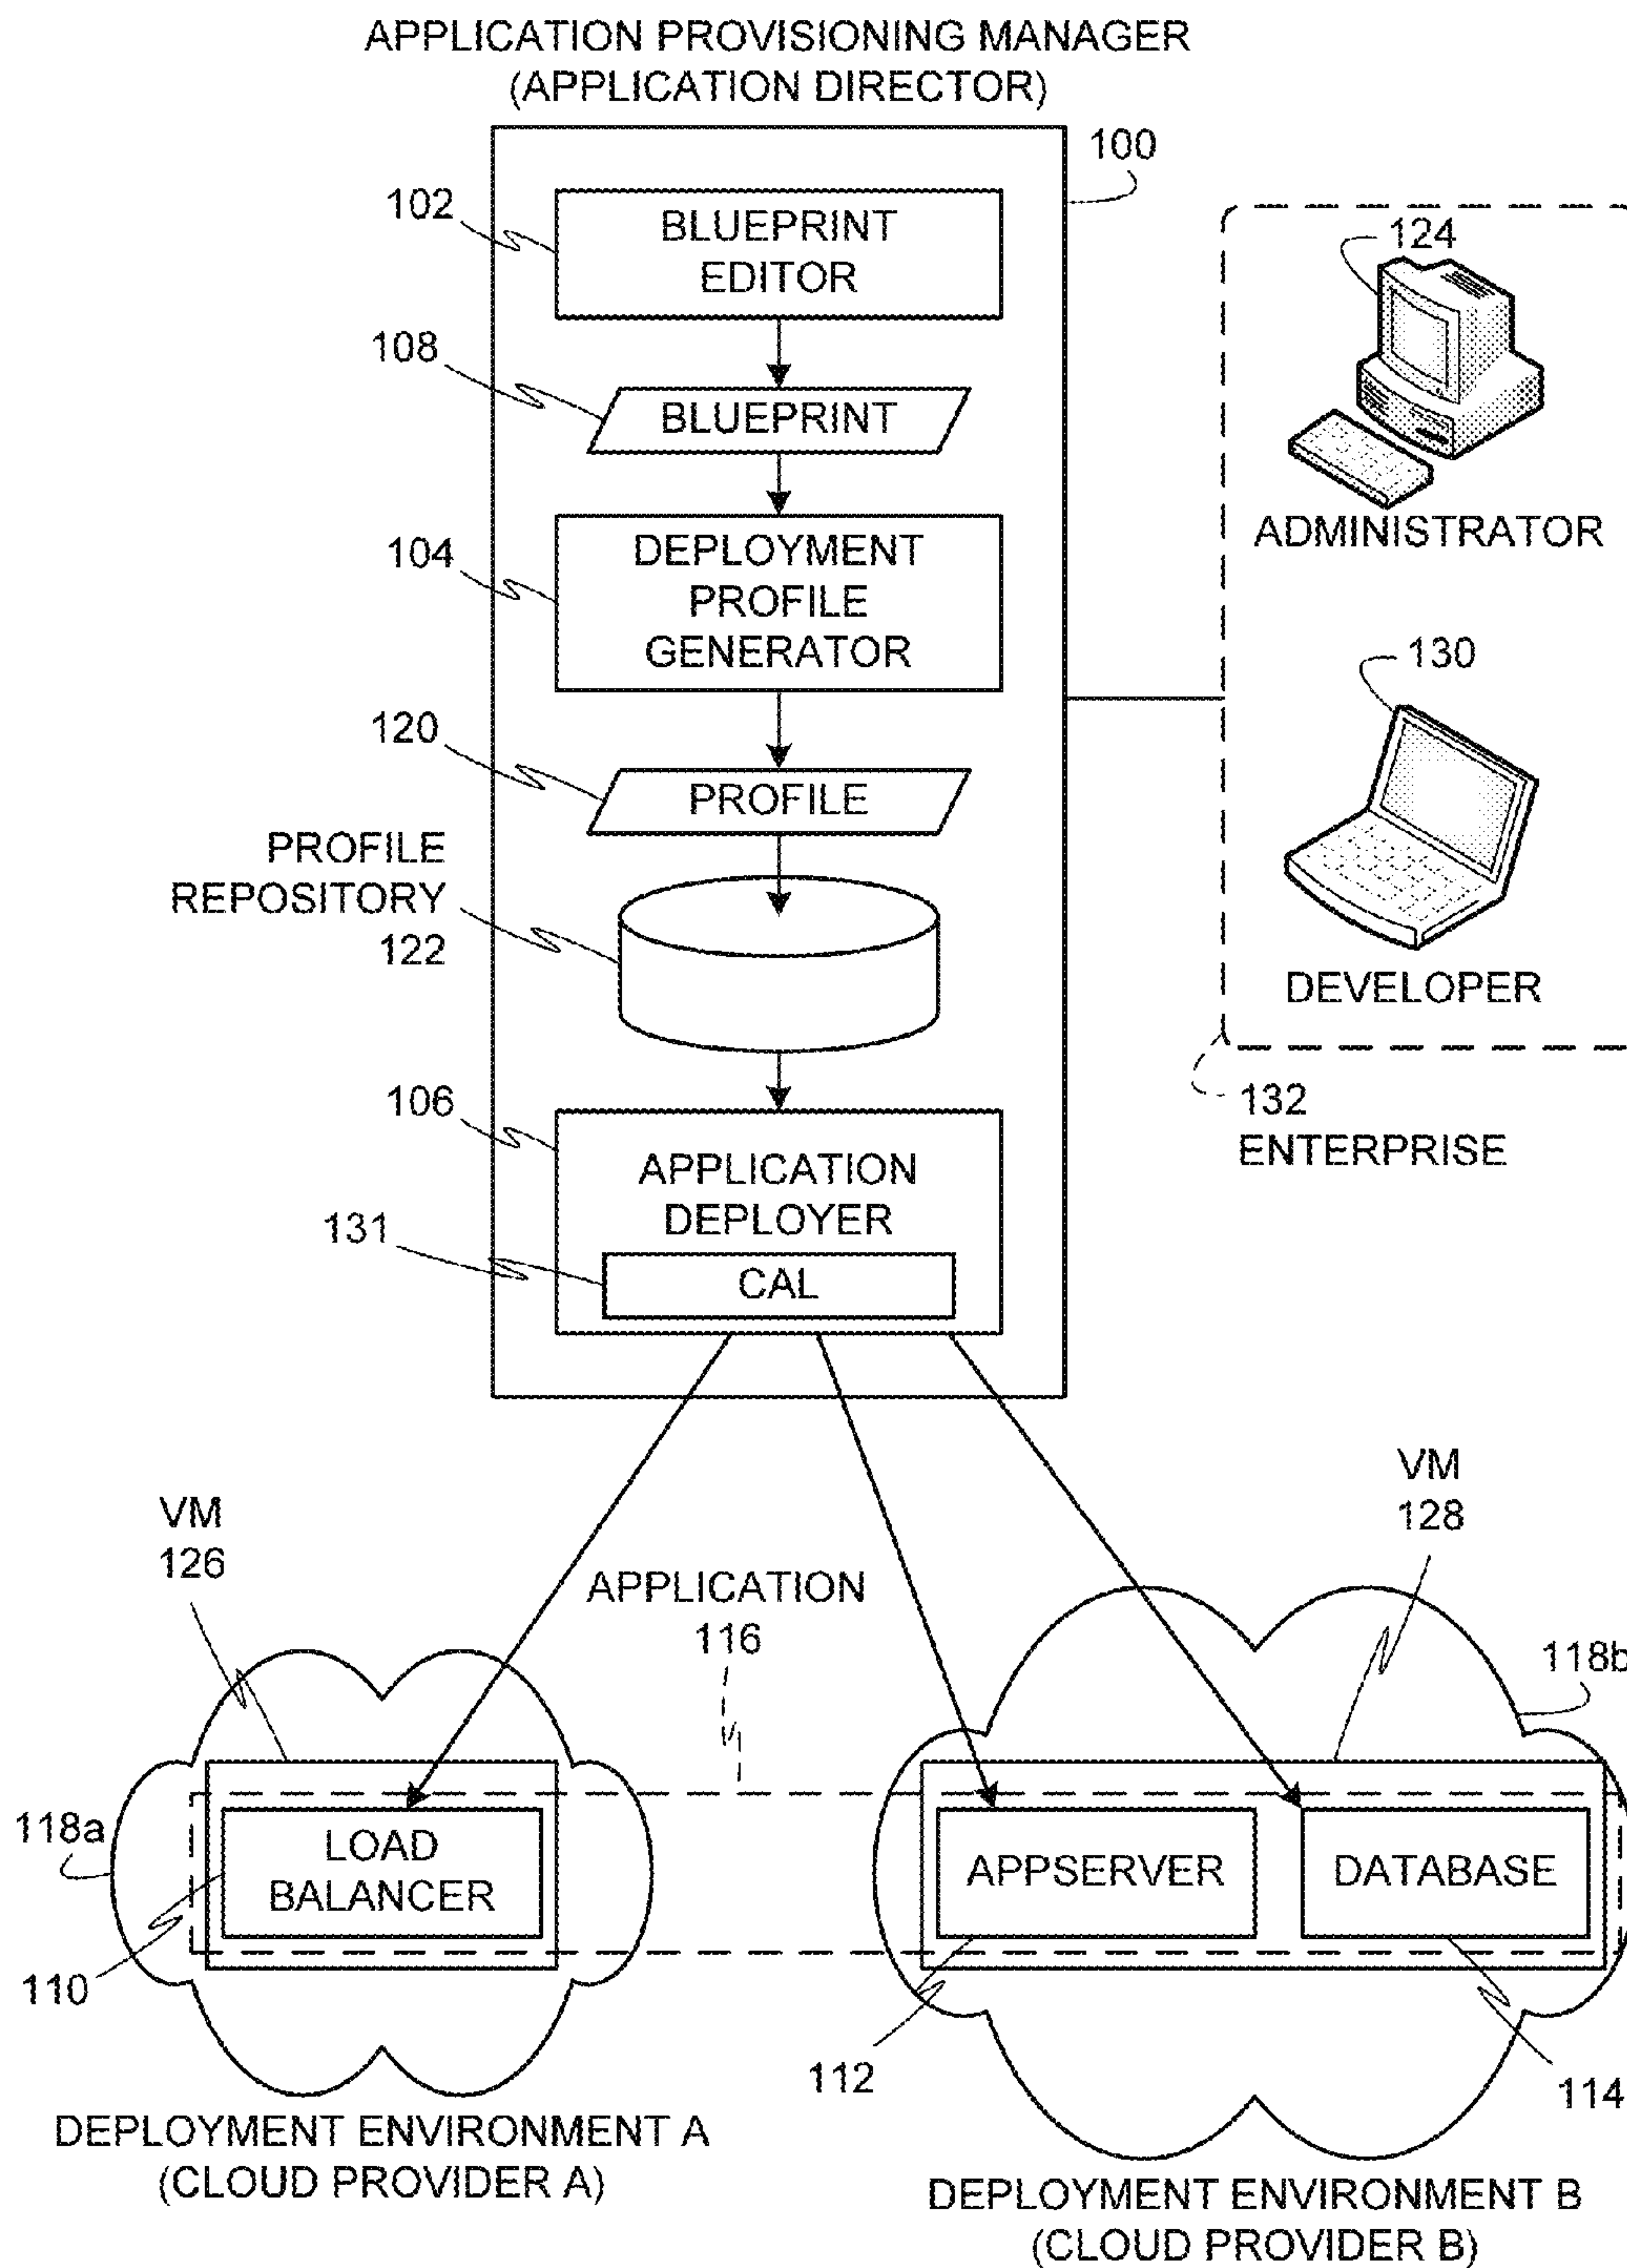 APPLICATION PROVISIONING MANAGER
(APPLICATION DIRECTOR)
100
102
BLUEPRINT
EDITOR
124
108
BLUEPRINT
ADMINISTRATOR
104
DEPLOYMENT
PROFILE
GENERATOR
130
120
PROFILE
PROFILE
REPOSITORY
122
DEVELOPER
106
132
ENTERPRISE
APPLICATION
DEPLOYER
131
CAL
VM
126
VM
128
APPLICATION
116
118b
118a
LOAD
BALANCER
APPSERVER
DATABASE
110
112
114
DEPLOYMENT ENVIRONMENT A
(CLOUD PROVIDER A)
DEPLOYMENT ENVIRONMENT B
(CLOUD PROVIDER B)